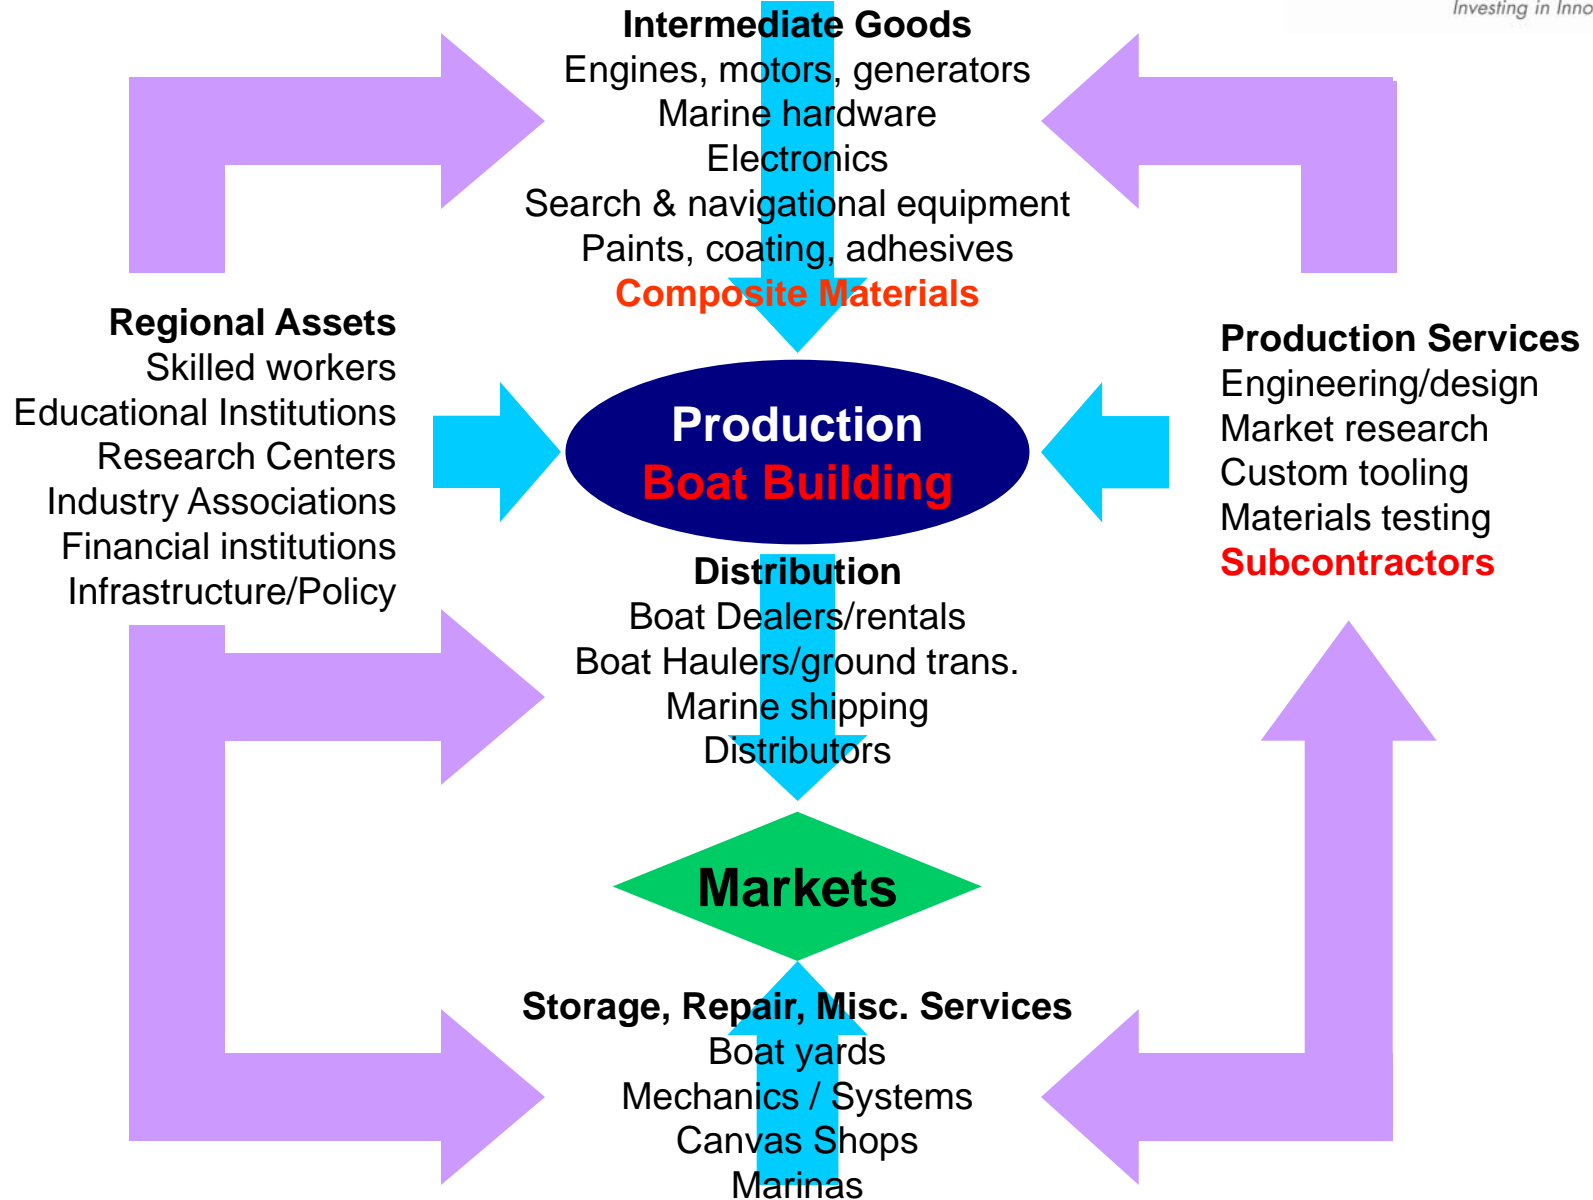 Investing in
Intermediate Goods
Engines, motors, generators
Marine hardware
Electronics
Search & navigational equipment
Paints, coating, adhesives
Composite Materials
Regional Assets
Skilled workers
Educational Institutions
Research Centers
Industry Associations
Financial institutions
Infrastructure/Policy
Production
Boat Building
Production Services
Engineering/design
Market research
Custom tooling
Materials testing
Subcontractors
Distribution
Boat Dealers/rentals
Boat Haulers/ground trans.
Marine shipping
Distributors
Markets
Storage, Repair, Misc. Services
Boat yards
Mechanics / Systems
Canvas Shops
Marinas